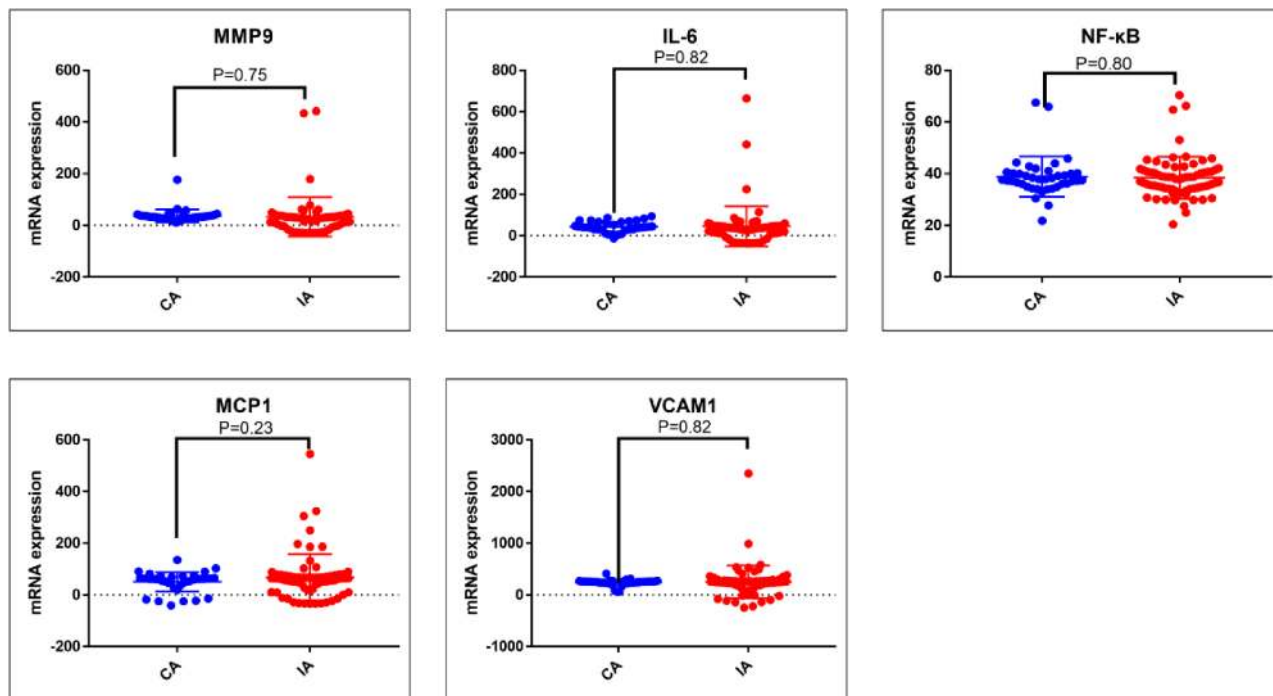 MMP9
P=0.75
mRNA expression
600
400
200
0
-200
CA
IA
IL-6
P=0.82
mRNA expression
800
600
400
200
0
-200
CA
IA
NF-κB
P=0.80
mRNA expression
80
60
40
20
0
CA
IA
MCP1
P=0.23
mRNA expression
600
400
200
0
-200
CA
IA
VCAM1
P=0.82
mRNA expression
3000
2000
1000
0
-1000
CA
IA